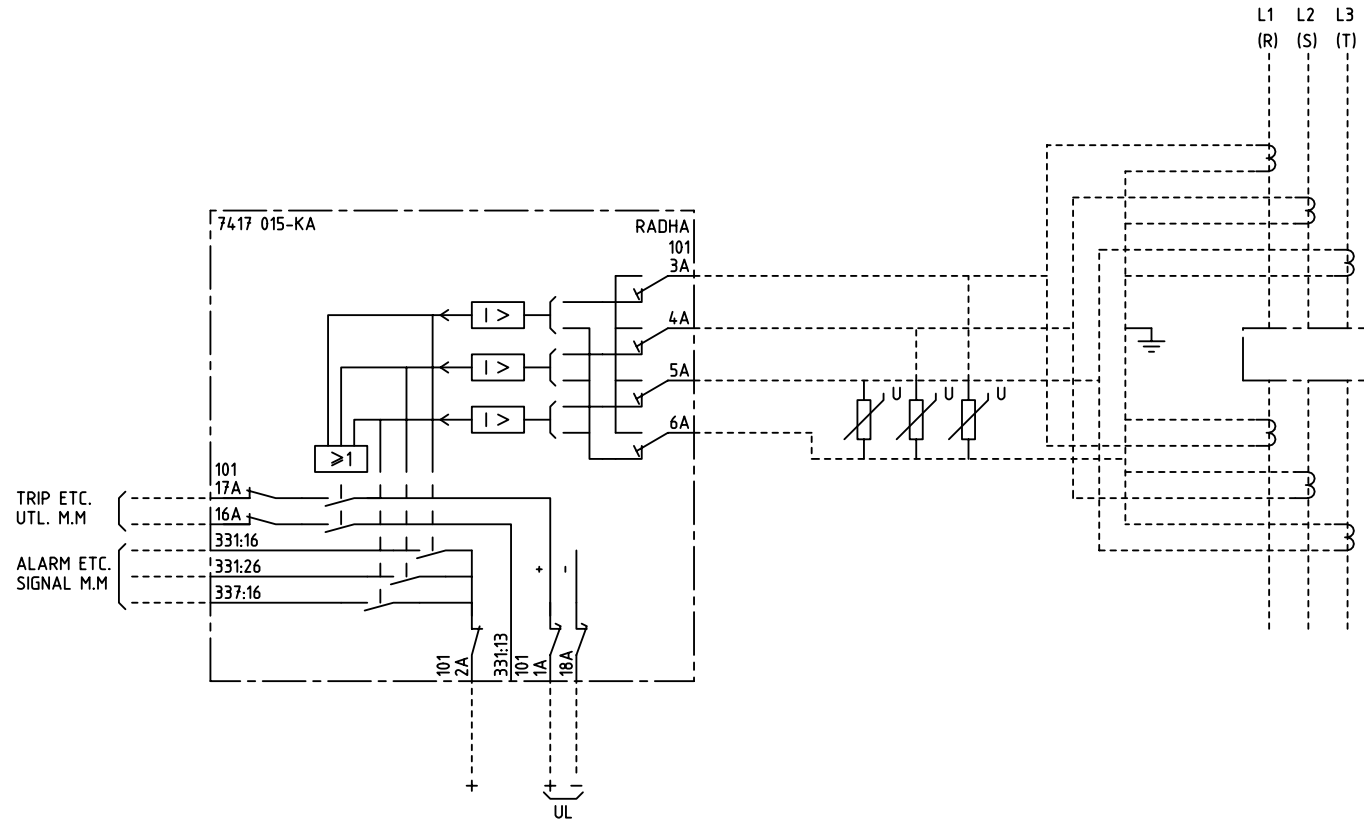 L1 L2 L3
(R) (S) (T)
7417 015-KA
RADHA
101
3A
I >
4A
I >
5A
U U U
I >
6A
≥1
101
17A
TRIP ETC.
UTL. M.M
16A
331:16
ALARM ETC.
SIGNAL M.M
331:26
+ -
337:16
101
2A
331:13
101
1A
18A
+ + −
UL